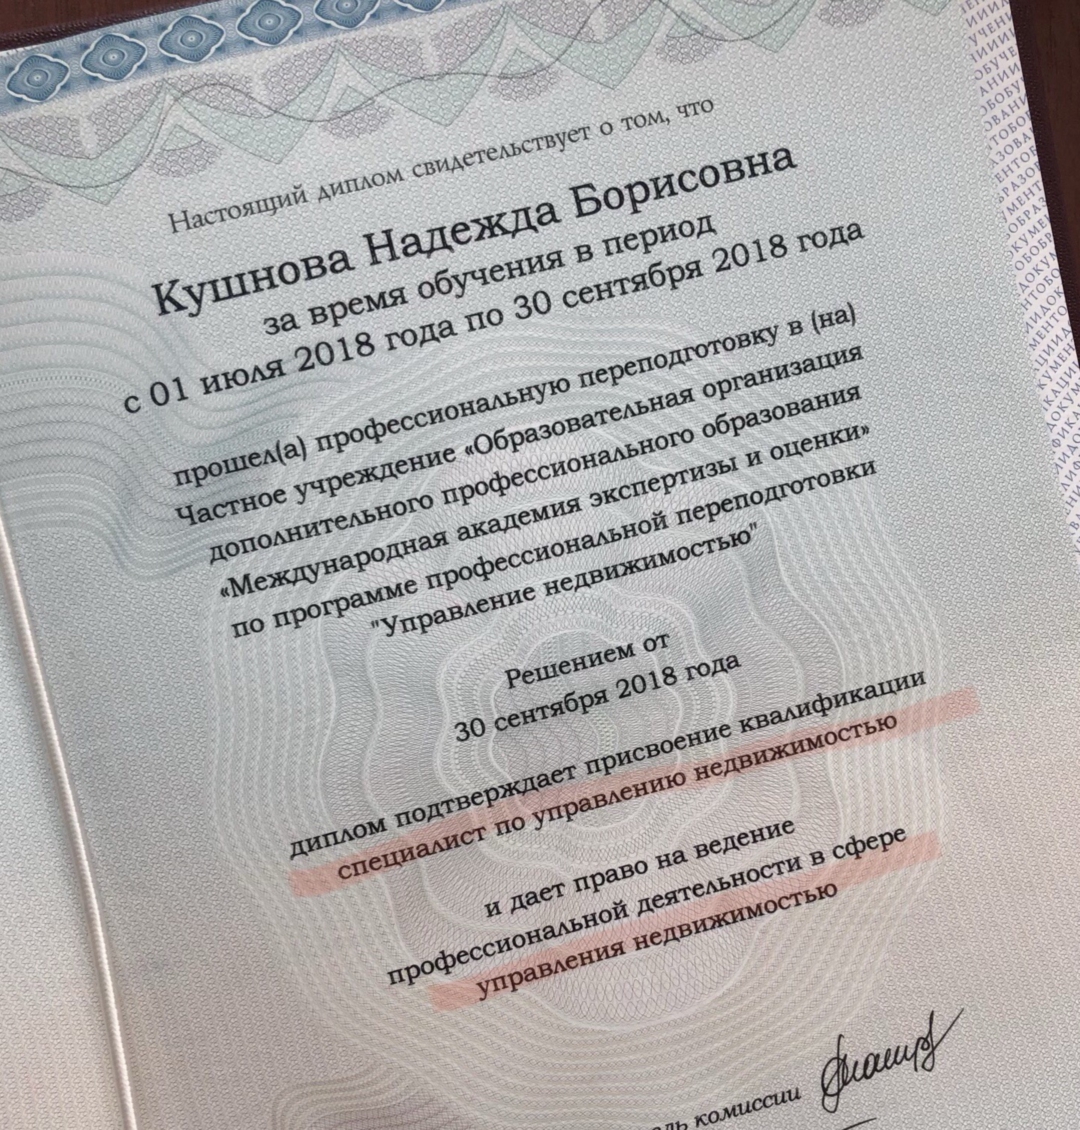 Настоящий диплом свидетельствует о том, что
Кушнова Надежда Борисовна
за время обучения в период
с 01 июля 2018 года по 30 сентября 2018 года
прошел(а) профессиональную переподготовку в (на)
Частное учреждение «Образовательная организация
дополнительного профессионального образования
«Международная академия экспертизы и оценки»
по программе профессиональной переподготовки
"Управление недвижимостью"
Решением от
30 сентября 2018 года
диплом подтверждает присвоение квалификации
специалист по управлению недвижимостью
и дает право на ведение
профессиональной деятельности в сфере
управления недвижимостью
комиссии